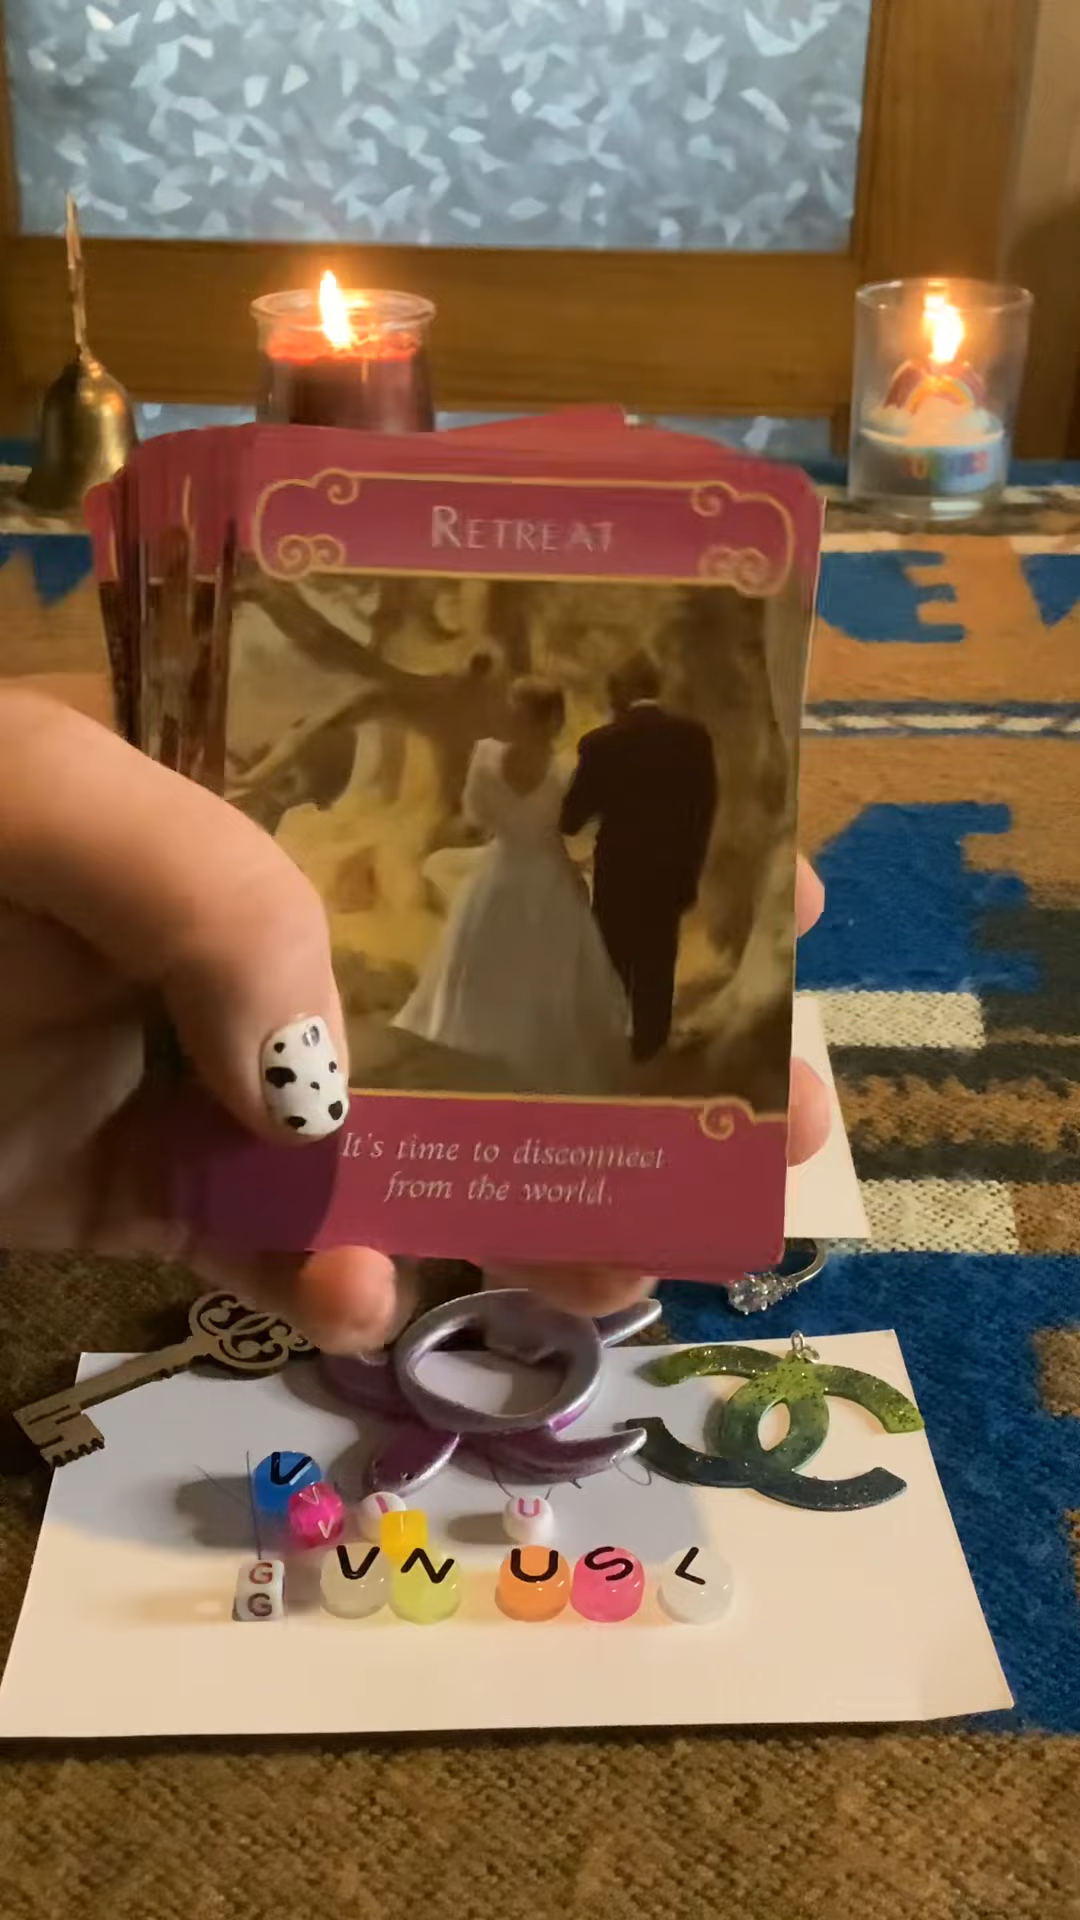 RETREAT
It's time to disconnect
from the world.
V
V
V
I
U
G
G
V N U S L